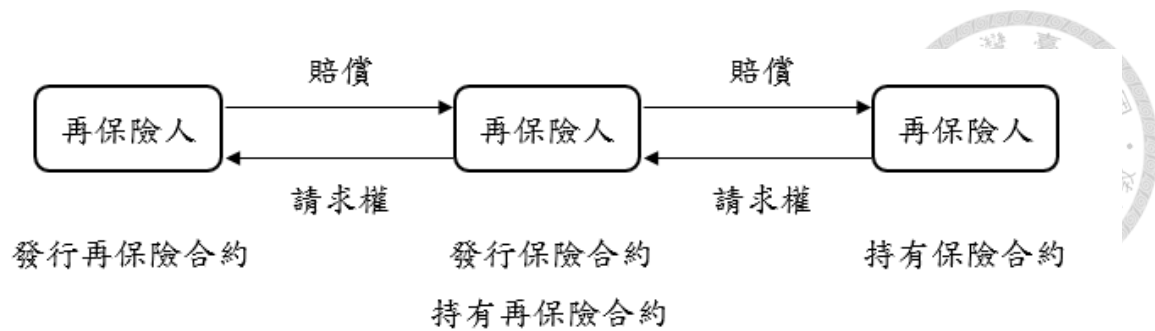 賠償 賠償
再保險人 再保險人 再保險人
請求權 請求權
發行再保險合約 發行保險合約 持有保險合約
持有再保險合約